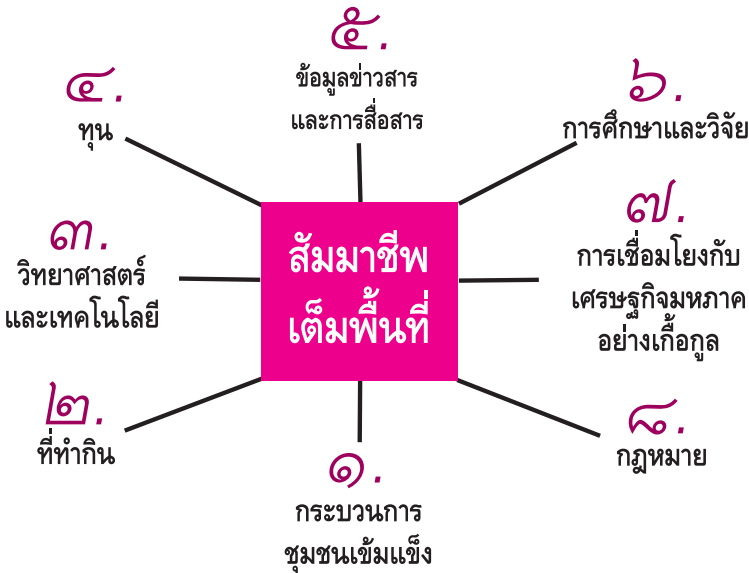 ๕.
ข้อมูลข่าวสาร
และการสื่อสาร
๔.
ทุน
๖.
การศึกษาและวิจัย
๓.
วิทยาศาสตร์
และเทคโนโลยี
สัมมาชีพ
เต็มพื้นที่
๗.
การเชื่อมโยงกับ
เศรษฐกิจมหภาค
อย่างเกื้อกูล
๒.
ที่ทำกิน
๘.
กฎหมาย
๑.
กระบวนการ
ชุมชนเข้มแข็ง